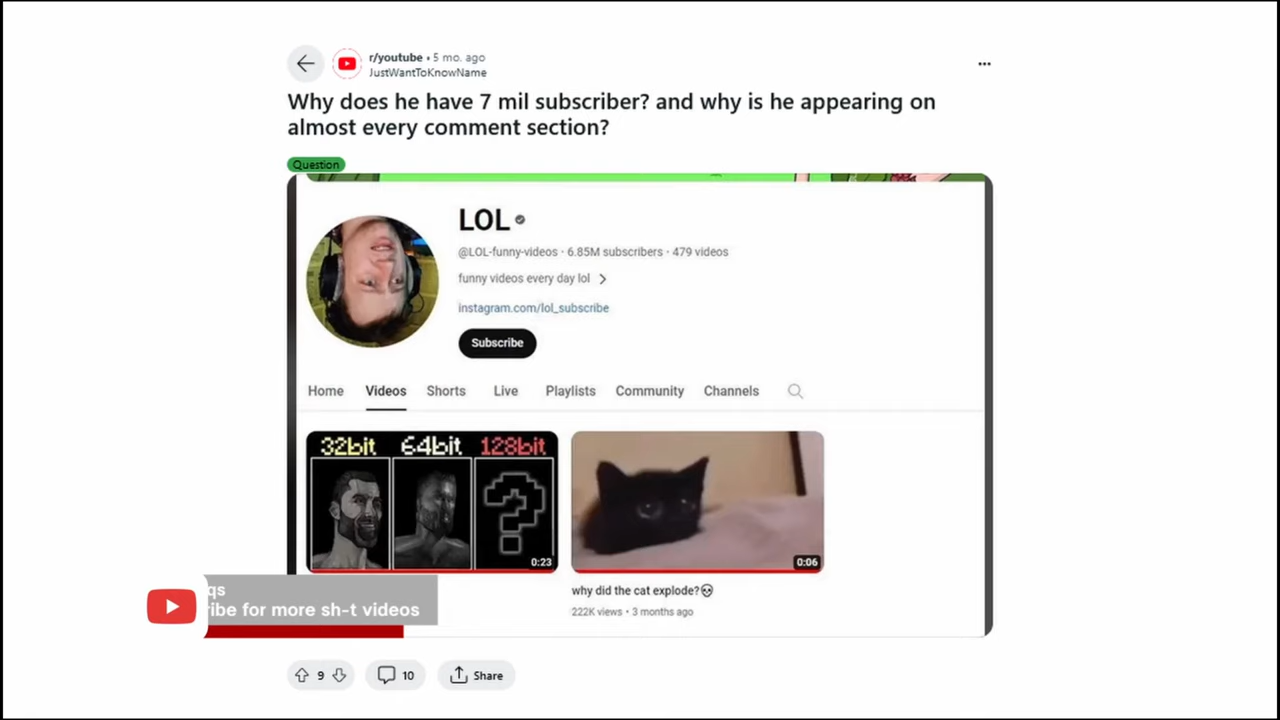 r/youtube • 5 mo. ago
JustWantToKnowName
Why does he have 7 mil subscriber? and why is he appearing on
almost every comment section?
Question
LOL
@LOL-funny-videos · 6.85M subscribers · 479 videos
funny videos every day lol
instagram.com/lol_subscribe
Subscribe
Home Videos Shorts Live Playlists Community Channels
32bit 64bit 128bit
?
0:23
0:06
why did the cat explode?💀
222K views • 3 months ago
qs
ibe for more sh-t videos
9 10 Share